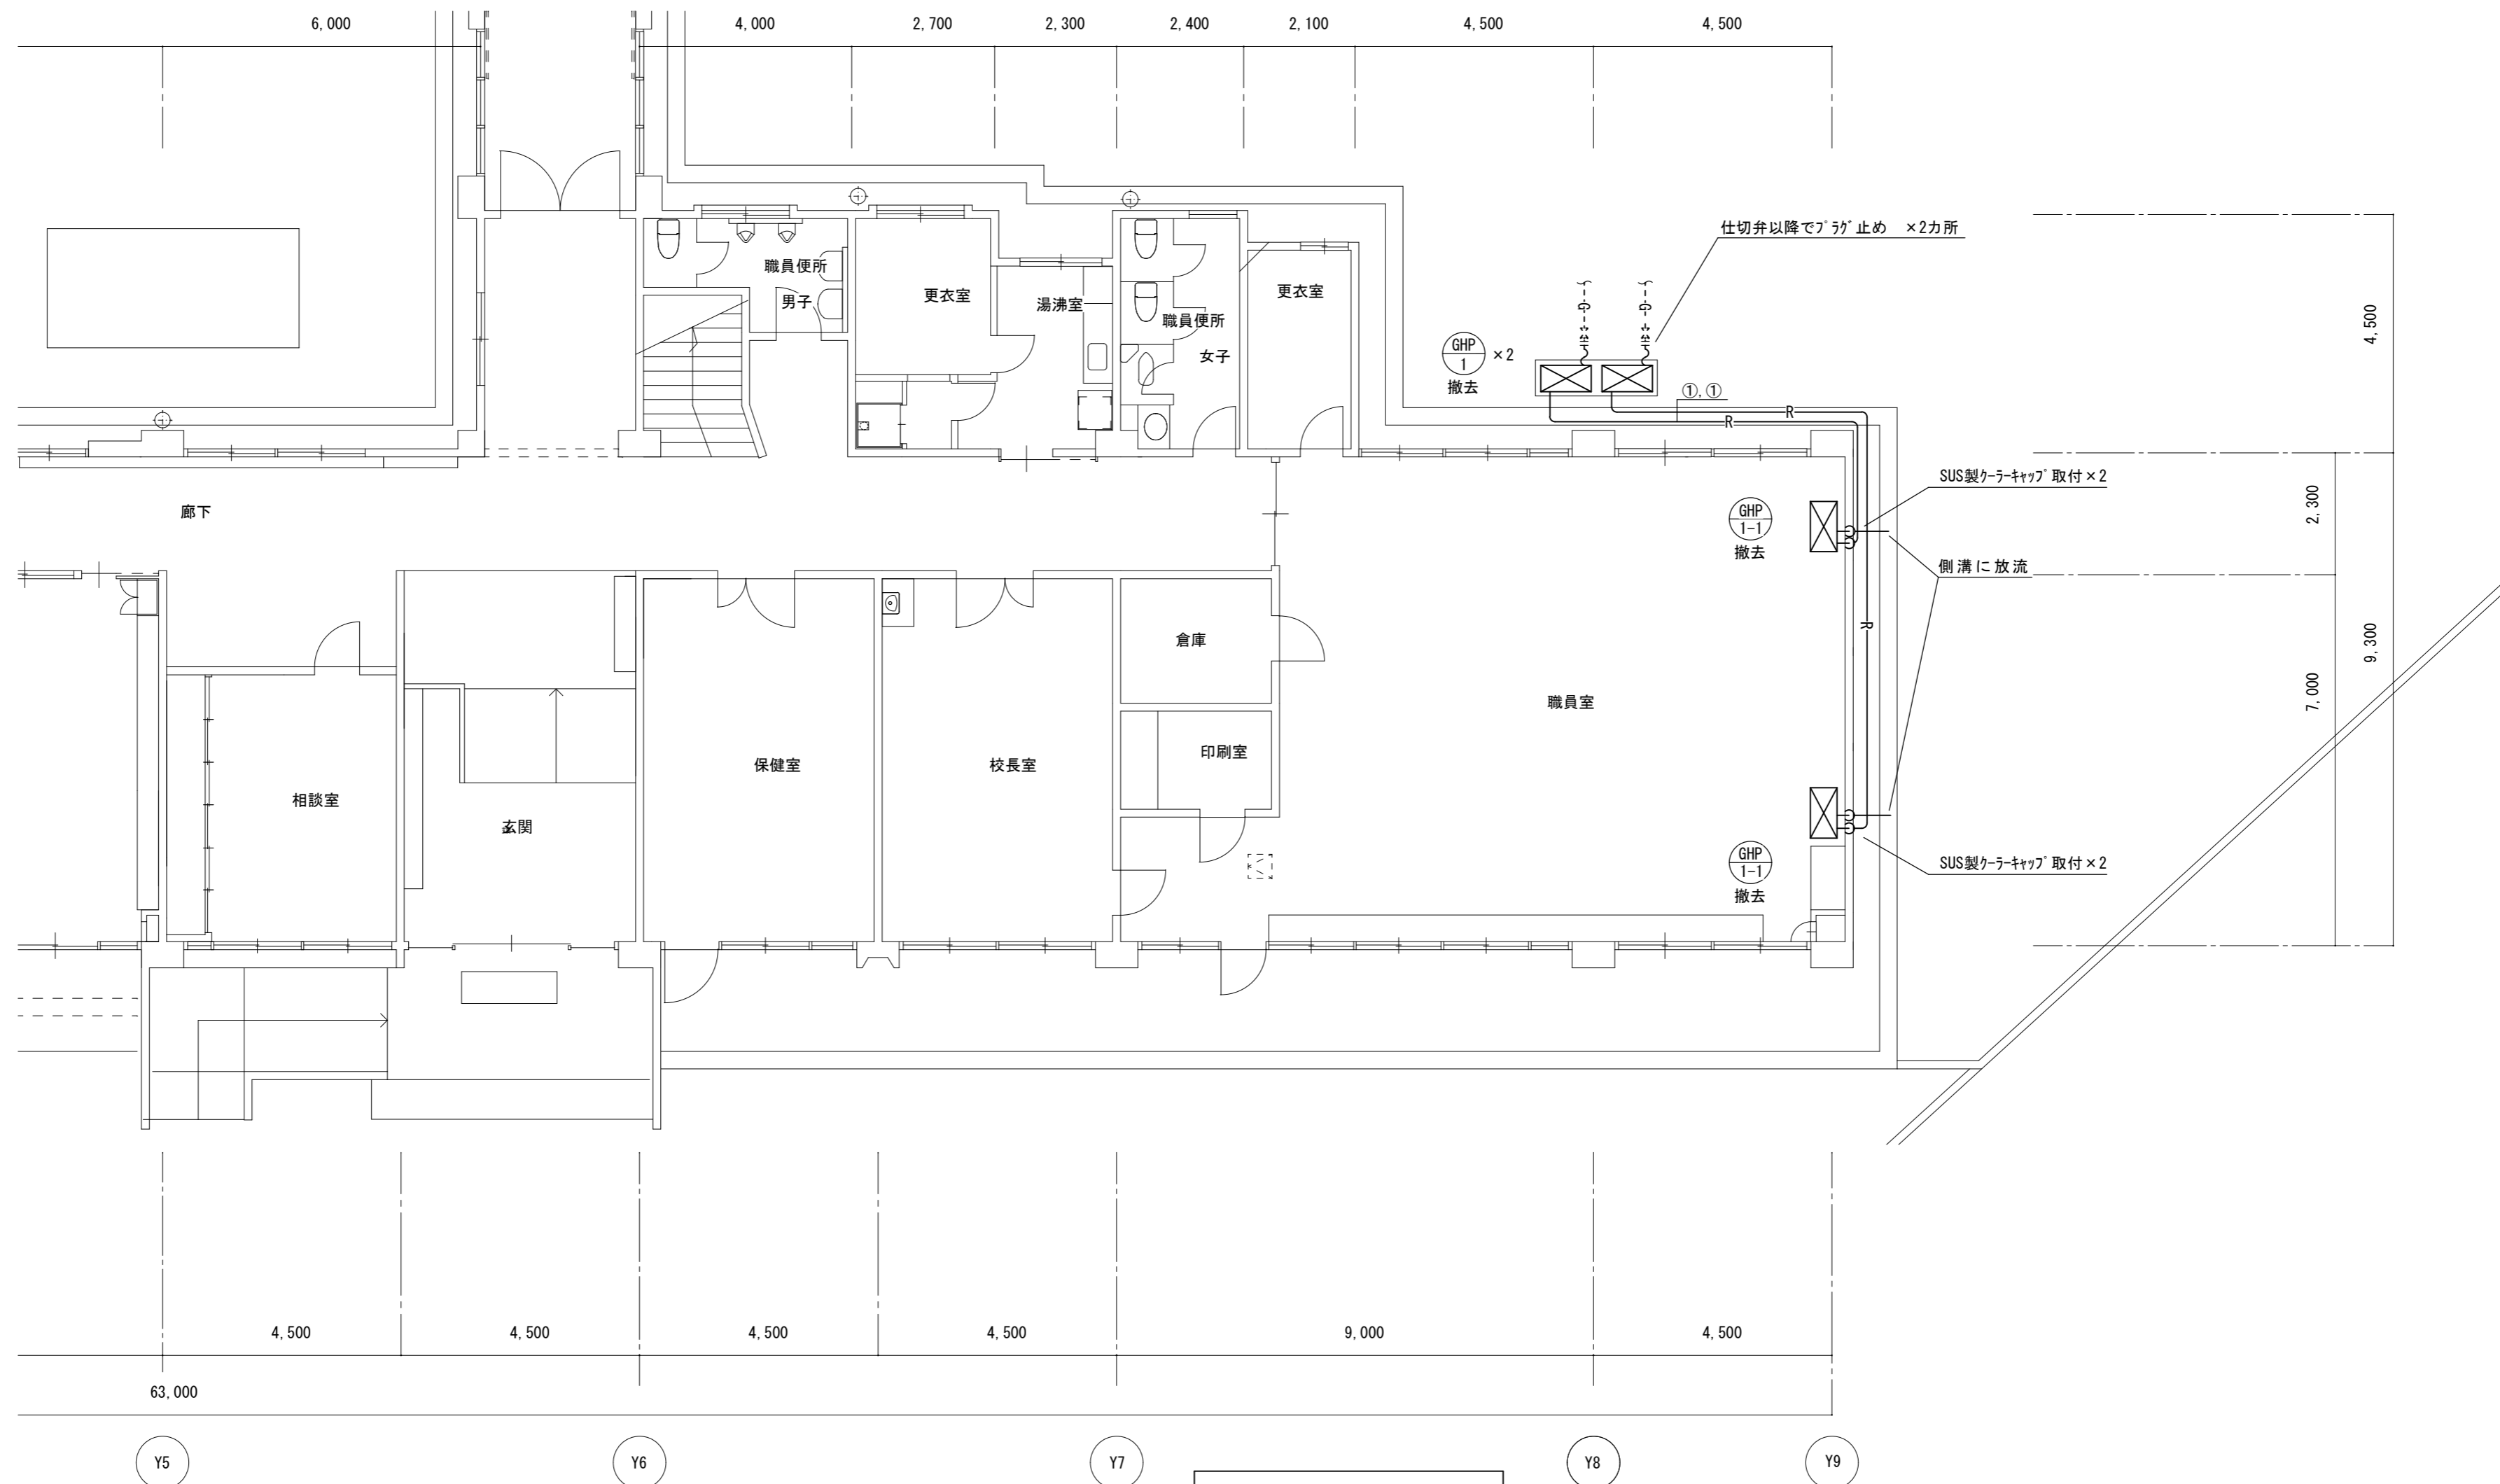 6,000
4,000
2,700
2,300
2,400
2,100
4,500
4,500
仕切弁以降でﾌﾟﾗｸﾞ止め ×2カ所
職員便所
男子
更衣室
湯沸室
職員便所
女子
更衣室
G
G
GHP
1
×2
撤去
①,①
R
R
4,500
SUS製ｸｰﾗｰｷｬｯﾌﾟ取付×2
廊下
GHP
1-1
撤去
2,300
側溝に放流
R
倉庫
9,300
職員室
7,000
印刷室
保健室
校長室
相談室
玄関
GHP
1-1
撤去
SUS製ｸｰﾗｰｷｬｯﾌﾟ取付×2
4,500
4,500
4,500
4,500
9,000
4,500
63,000
Y5
Y6
Y7
Y8
Y9